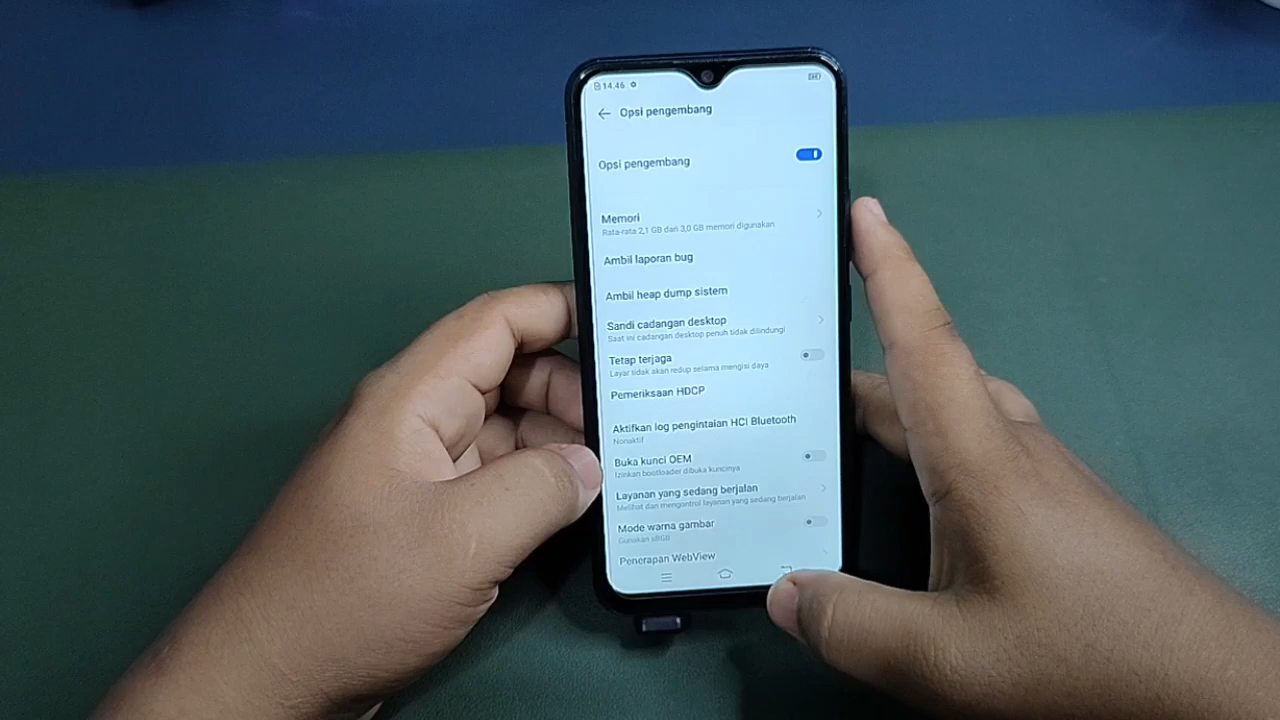 14.46
Opsi pengembang
Opsi pengembang
Memori
Rata-rata 2,1 GB dari 3,0 GB memori digunakan
Ambil laporan bug
Ambil heap dump sistem
Sandi cadangan desktop
Saat ini cadangan desktop penuh tidak dilindungi
Tetap terjaga
Layar tidak akan redup selama mengisi daya
Pemeriksaan HDCP
Aktifkan log pengintaian HCI Bluetooth
Nonaktif
Buka kunci OEM
Izinkan bootloader dibuka kuncinya
Layanan yang sedang berjalan
Melihat dan mengontrol layanan yang sedang berjalan
Mode warna gambar
Gunakan sRGB
Penerapan WebView